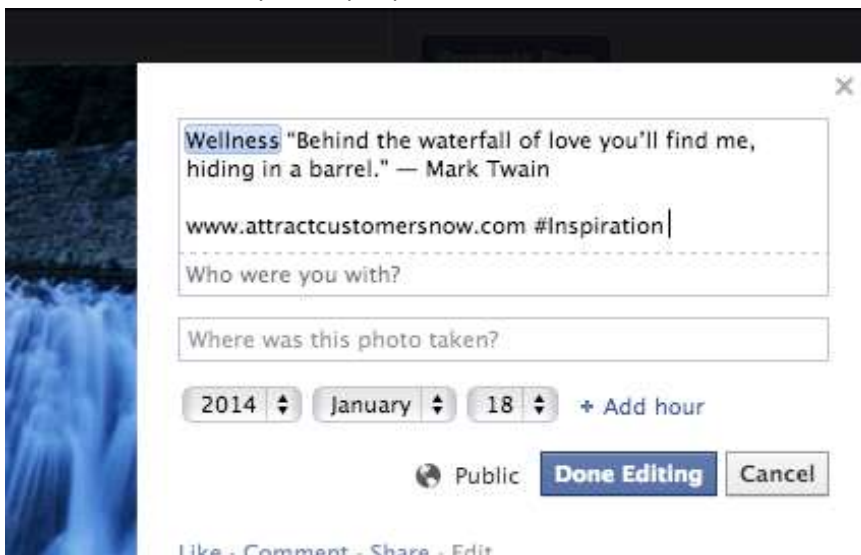 Wellness “Behind the waterfall of love you’ll find me,
hiding in a barrel.” — Mark Twain
www.attractcustomersnow.com #Inspiration
Who were you with?
Where was this photo taken?
2014 January 18 + Add hour
Public Done Editing Cancel
Like · Comment · Share · Edit